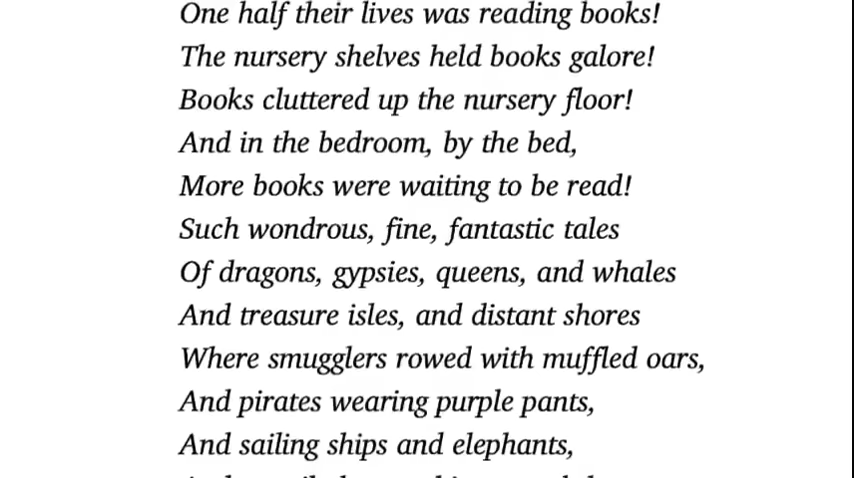 One half their lives was reading books!
The nursery shelves held books galore!
Books cluttered up the nursery floor!
And in the bedroom, by the bed,
More books were waiting to be read!
Such wondrous, fine, fantastic tales
Of dragons, gypsies, queens, and whales
And treasure isles, and distant shores
Where smugglers rowed with muffled oars,
And pirates wearing purple pants,
And sailing ships and elephants,